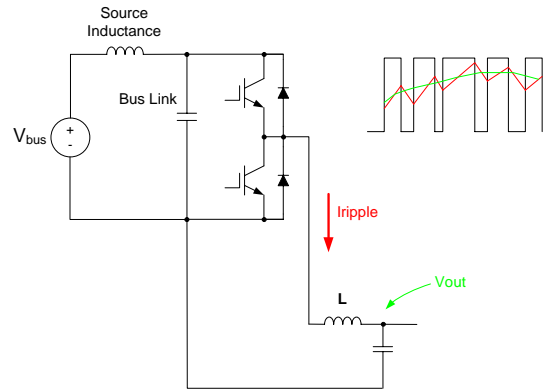 Source
Inductance
Bus Link
Vbus
+
-
Iripple
L
Vout